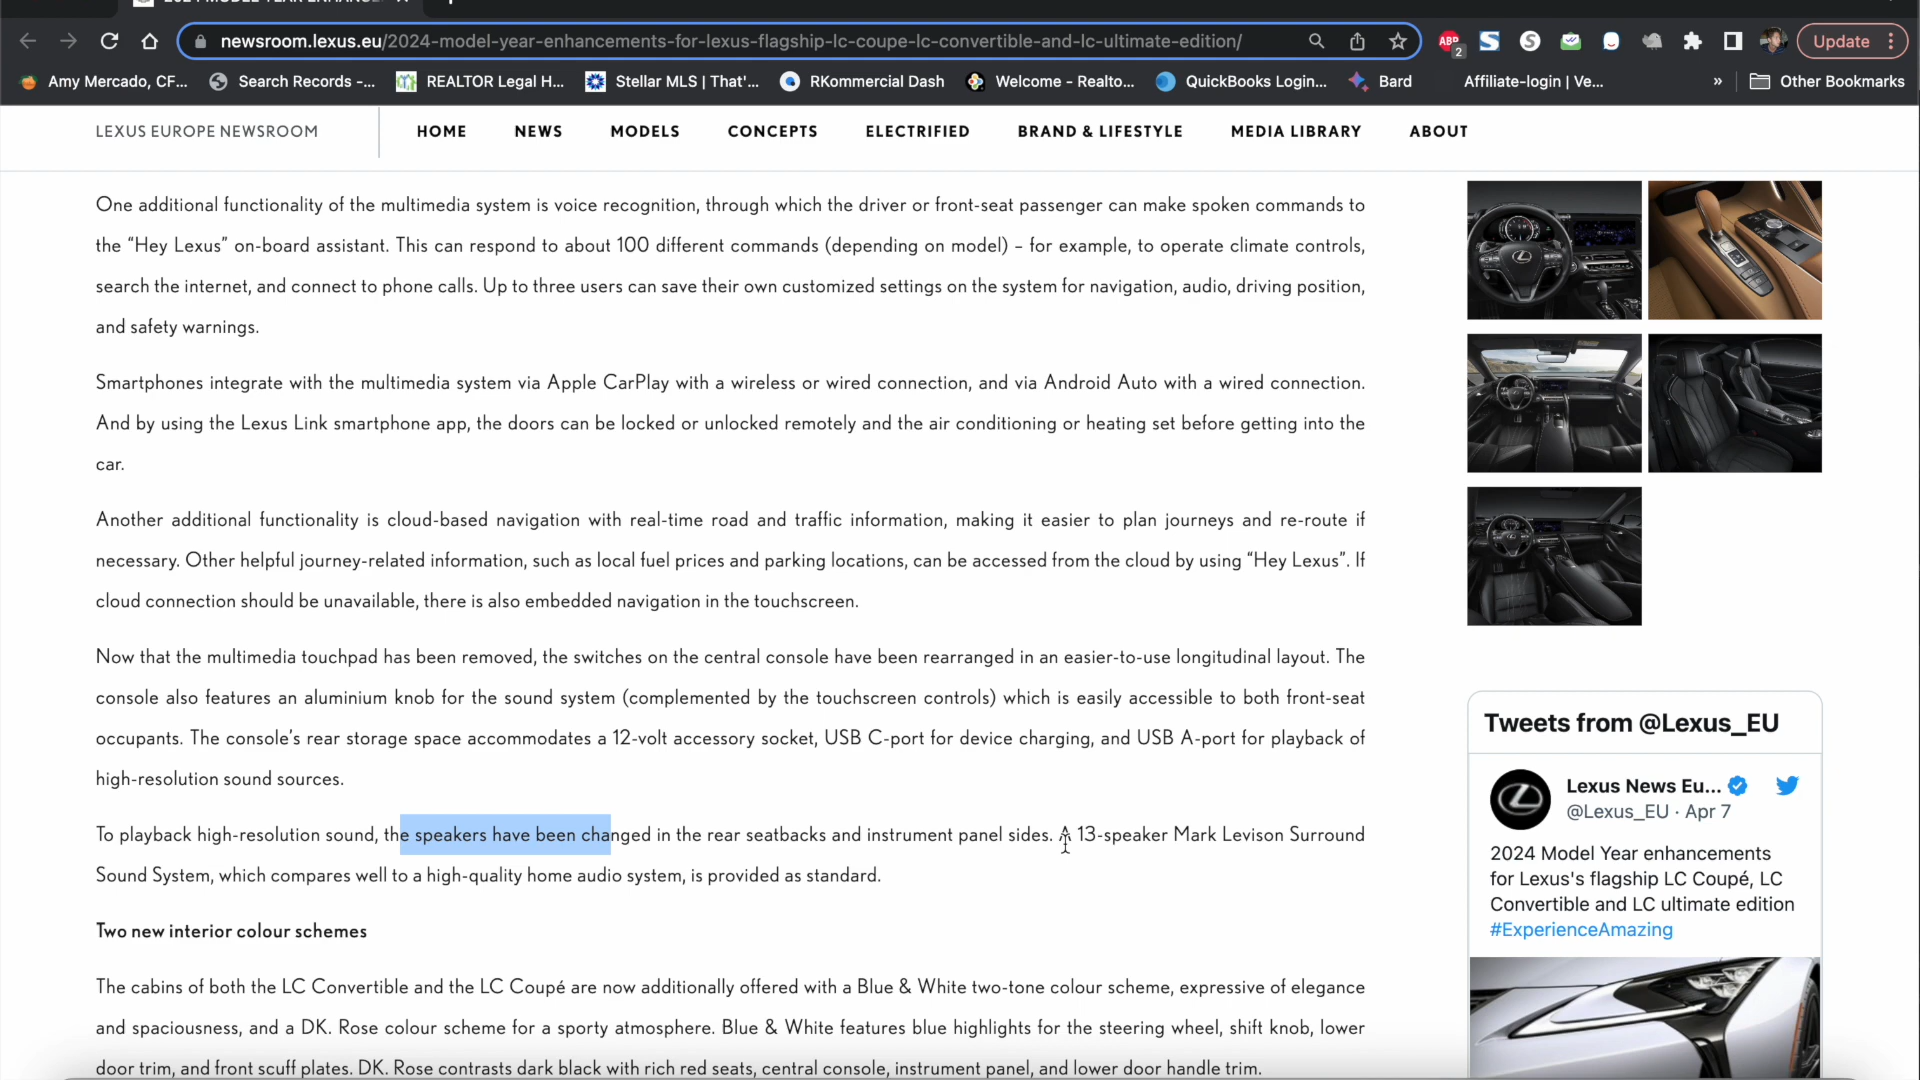 newsroom.lexus.eu/2024-model-year-enhancements-for-lexus-flagship-lc-coupe-lc-convertible-and-lc-ultimate-edition/
ABP
2
Update
Amy Mercado, CF...
Search Records -...
REALTOR Legal H...
Stellar MLS | That'...
RKommercial Dash
Welcome - Realto...
QuickBooks Login...
Bard
Affiliate-login | Ve...
»
Other Bookmarks
LEXUS EUROPE NEWSROOM
HOME
NEWS
MODELS
CONCEPTS
ELECTRIFIED
BRAND & LIFESTYLE
MEDIA LIBRARY
ABOUT
One additional functionality of the multimedia system is voice recognition, through which the driver or front-seat passenger can make spoken commands to
the “Hey Lexus” on-board assistant. This can respond to about 100 different commands (depending on model) – for example, to operate climate controls,
search the internet, and connect to phone calls. Up to three users can save their own customized settings on the system for navigation, audio, driving position,
and safety warnings.
Smartphones integrate with the multimedia system via Apple CarPlay with a wireless or wired connection, and via Android Auto with a wired connection.
And by using the Lexus Link smartphone app, the doors can be locked or unlocked remotely and the air conditioning or heating set before getting into the
car.
Another additional functionality is cloud-based navigation with real-time road and traffic information, making it easier to plan journeys and re-route if
necessary. Other helpful journey-related information, such as local fuel prices and parking locations, can be accessed from the cloud by using “Hey Lexus”. If
cloud connection should be unavailable, there is also embedded navigation in the touchscreen.
Now that the multimedia touchpad has been removed, the switches on the central console have been rearranged in an easier-to-use longitudinal layout. The
console also features an aluminium knob for the sound system (complemented by the touchscreen controls) which is easily accessible to both front-seat
occupants. The console’s rear storage space accommodates a 12-volt accessory socket, USB C-port for device charging, and USB A-port for playback of
high-resolution sound sources.
To playback high-resolution sound, the speakers have been changed in the rear seatbacks and instrument panel sides. A 13-speaker Mark Levison Surround
Sound System, which compares well to a high-quality home audio system, is provided as standard.
Two new interior colour schemes
The cabins of both the LC Convertible and the LC Coupé are now additionally offered with a Blue & White two-tone colour scheme, expressive of elegance
and spaciousness, and a DK. Rose colour scheme for a sporty atmosphere. Blue & White features blue highlights for the steering wheel, shift knob, lower
door trim, and front scuff plates. DK. Rose contrasts dark black with rich red seats, central console, instrument panel, and lower door handle trim.
Tweets from @Lexus_EU
Lexus News Eu...
@Lexus_EU · Apr 7
2024 Model Year enhancements
for Lexus's flagship LC Coupé, LC
Convertible and LC ultimate edition
#ExperienceAmazing